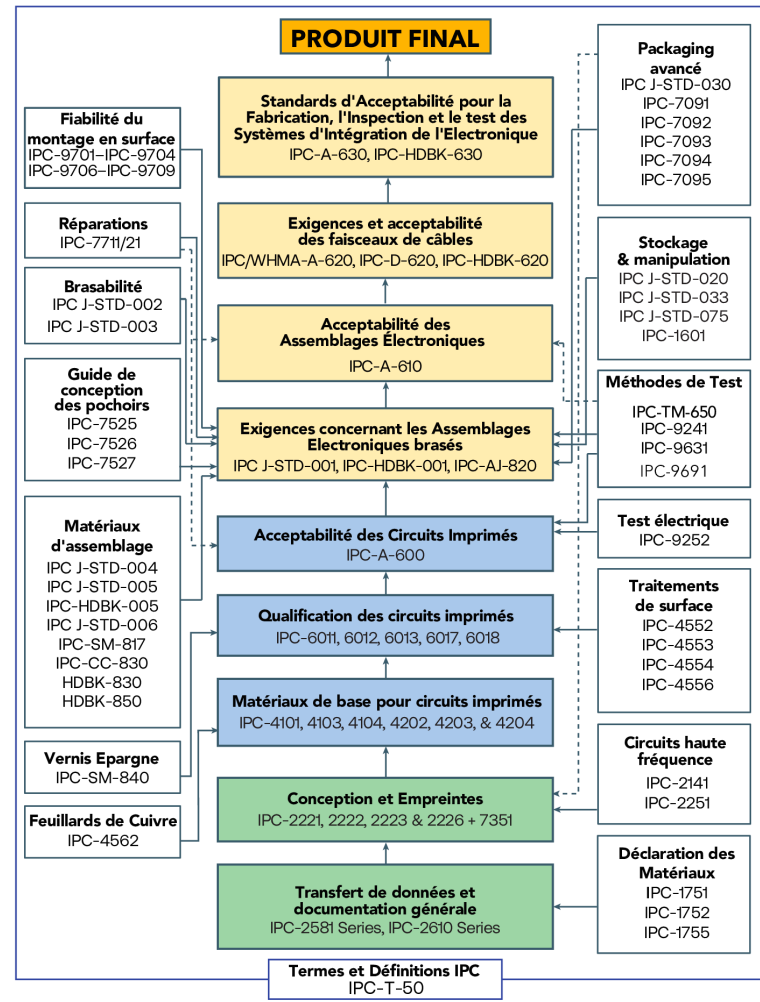 PRODUIT FINAL
Standards d'Acceptabilité pour la
Fabrication, l'Inspection et le test des
Systèmes d'Intégration de l'Electronique
IPC-A-630, IPC-HDBK-630
Exigences et acceptabilité
des faisceaux de câbles
IPC/WHMA-A-620, IPC-D-620, IPC-HDBK-620
Acceptabilité des
Assemblages Électroniques
IPC-A-610
Exigences concernant les Assemblages
Electroniques brasés
IPC J-STD-001, IPC-HDBK-001, IPC-AJ-820
Acceptabilité des Circuits Imprimés
IPC-A-600
Qualification des circuits imprimés
IPC-6011, 6012, 6013, 6017, 6018
Matériaux de base pour circuits imprimés
IPC-4101, 4103, 4104, 4202, 4203, & 4204
Conception et Empreintes
IPC-2221, 2222, 2223 & 2226 + 7351
Transfert de données et
documentation générale
IPC-2581 Series, IPC-2610 Series
Fiabilité du
montage en surface
IPC-9701–IPC-9704
IPC-9706–IPC-9709
Réparations
IPC-7711/21
Brasabilité
IPC J-STD-002
IPC J-STD-003
Guide de
conception
des pochoirs
IPC-7525
IPC-7526
IPC-7527
Matériaux
d'assemblage
IPC J-STD-004
IPC J-STD-005
IPC-HDBK-005
IPC J-STD-006
IPC-SM-817
IPC-CC-830
HDBK-830
HDBK-850
Vernis Epargne
IPC-SM-840
Feuillards de Cuivre
IPC-4562
Packaging
avancé
IPC J-STD-030
IPC-7091
IPC-7092
IPC-7093
IPC-7094
IPC-7095
Stockage
& manipulation
IPC J-STD-020
IPC J-STD-033
IPC J-STD-075
IPC-1601
Méthodes de Test
IPC-TM-650
IPC-9241
IPC-9631
IPC-9691
Test électrique
IPC-9252
Traitements
de surface
IPC-4552
IPC-4553
IPC-4554
IPC-4556
Circuits haute
fréquence
IPC-2141
IPC-2251
Déclaration des
Matériaux
IPC-1751
IPC-1752
IPC-1755
Termes et Définitions IPC
IPC-T-50